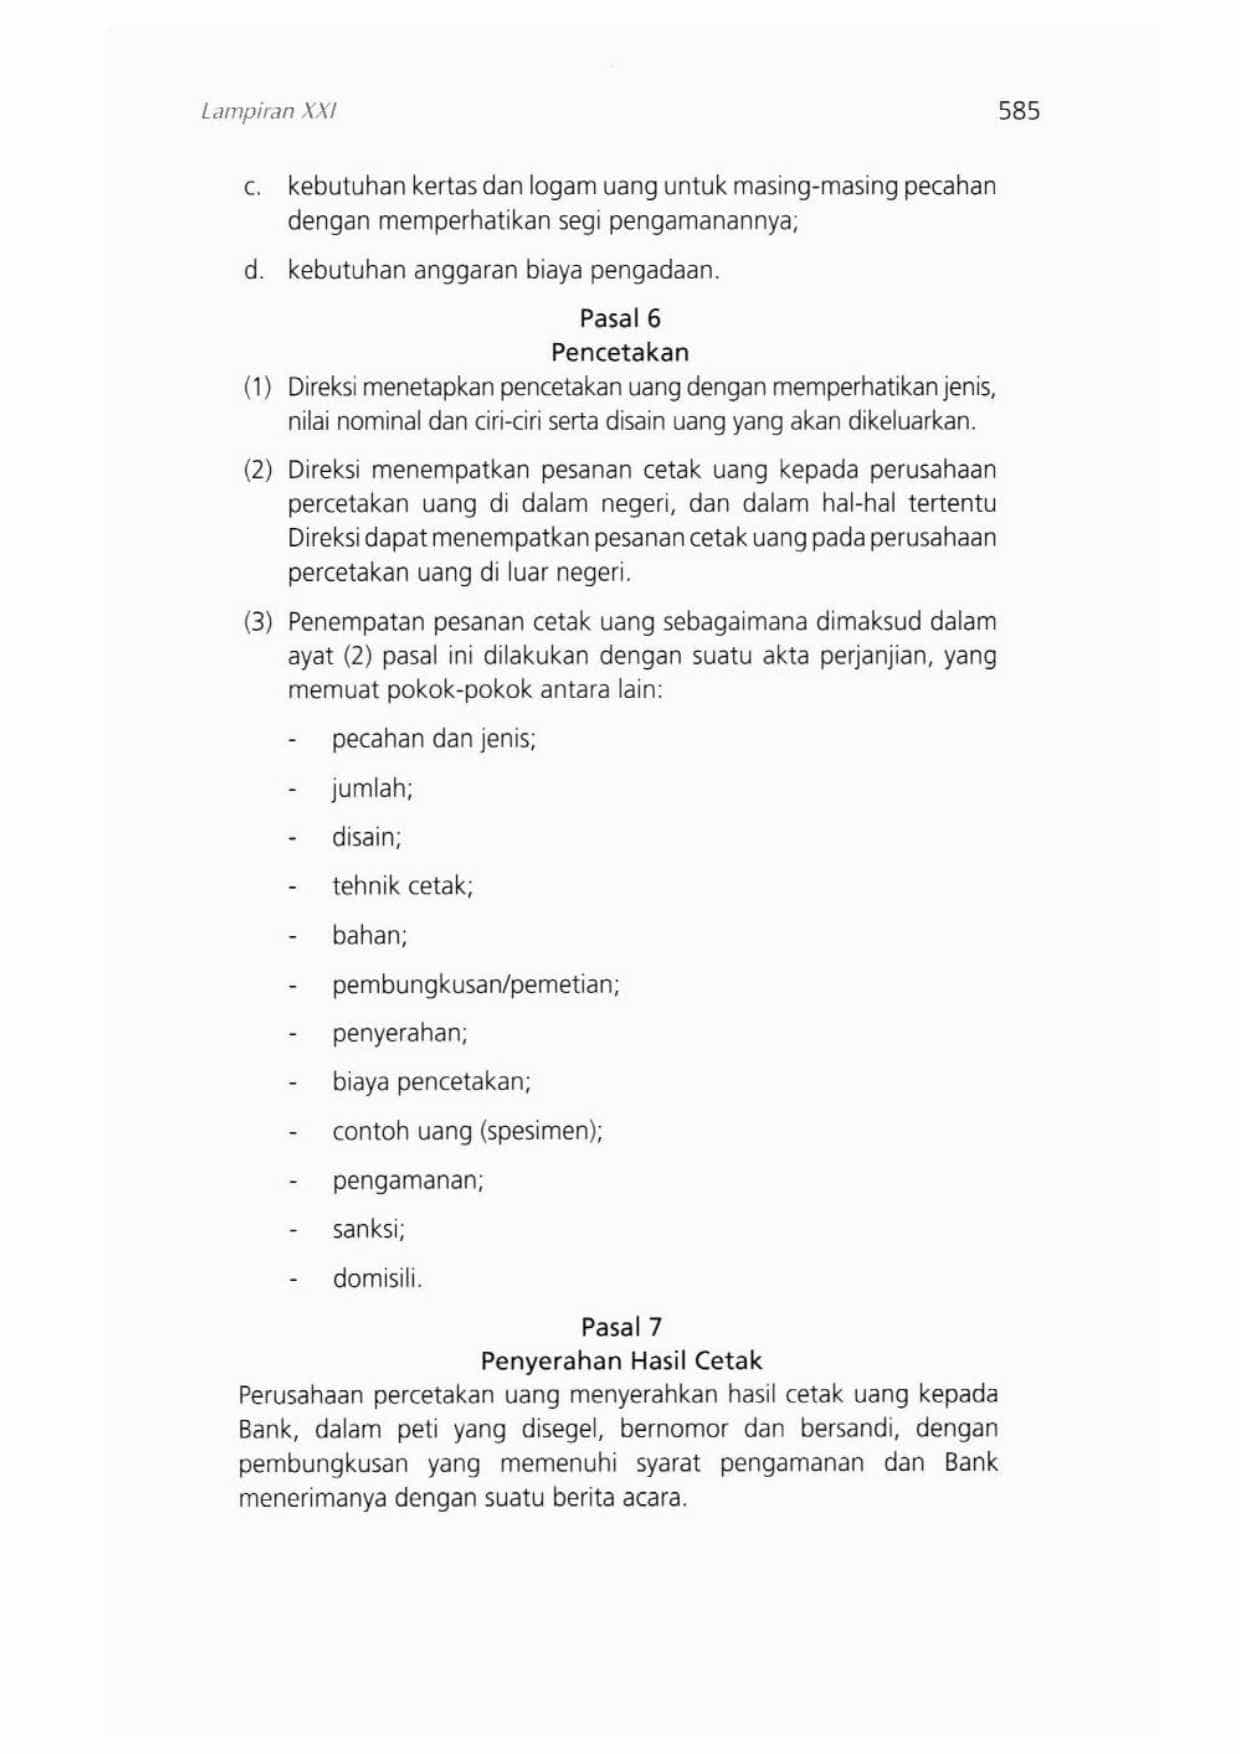 Lampiran XXI 585
c. kebutuhan kertas dan logam uang untuk masing-masing pecahan
dengan memperhatikan segi pengamanannya;
d. kebutuhan anggaran biaya pengadaan.
Pasal 6
Pencetakan
(1) Direksi menetapkan pencetakan uang dengan memperhatikan jenis,
nilai nominal dan ciri-ciri serta disain uang yang akan dikeluarkan.
(2) Direksi menempatkan pesanan cetak uang kepada perusahaan
percetakan uang di dalam negeri, dan dalam hal-hal tertentu
Direksi dapat menempatkan pesanan cetak uang pada perusahaan
percetakan uang di luar negeri.
(3) Penempatan pesanan cetak uang sebagaimana dimaksud dalam
ayat (2) pasal ini dilakukan dengan suatu akta perjanjian, yang
memuat pokok-pokok antara lain:
- pecahan dan jenis;
- jumlah;
- disain;
- tehnik cetak;
- bahan;
- pembungkusan/pemetian;
- penyerahan;
- biaya pencetakan;
- contoh uang (spesimen);
- pengamanan;
- sanksi;
- domisili.
Pasal 7
Penyerahan Hasil Cetak
Perusahaan percetakan uang menyerahkan hasil cetak uang kepada
Bank, dalam peti yang disegel, bernomor dan bersandi, dengan
pembungkusan yang memenuhi syarat pengamanan dan Bank
menerimanya dengan suatu berita acara.